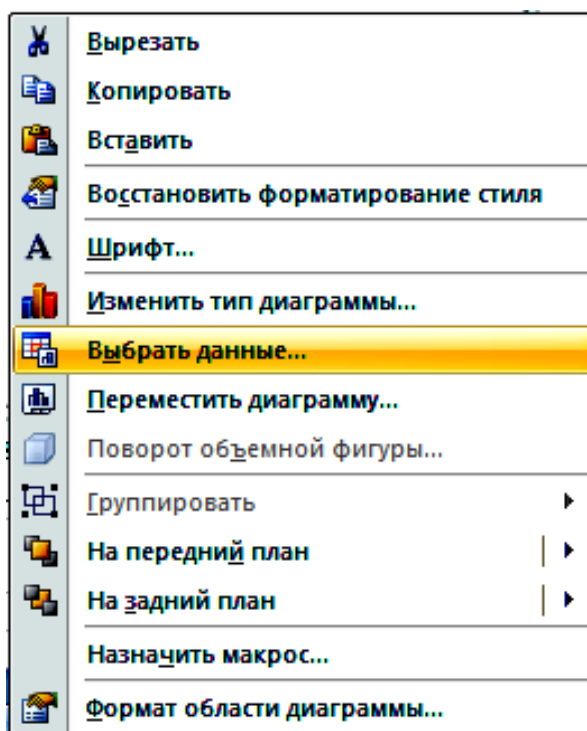 Вырезать
Копировать
Вставить
Восстановить форматирование стиля
Шрифт...
Изменить тип диаграммы...
Выбрать данные...
Переместить диаграмму...
Поворот объемной фигуры...
Группировать
На передний план
На задний план
Назначить макрос...
Формат области диаграммы...